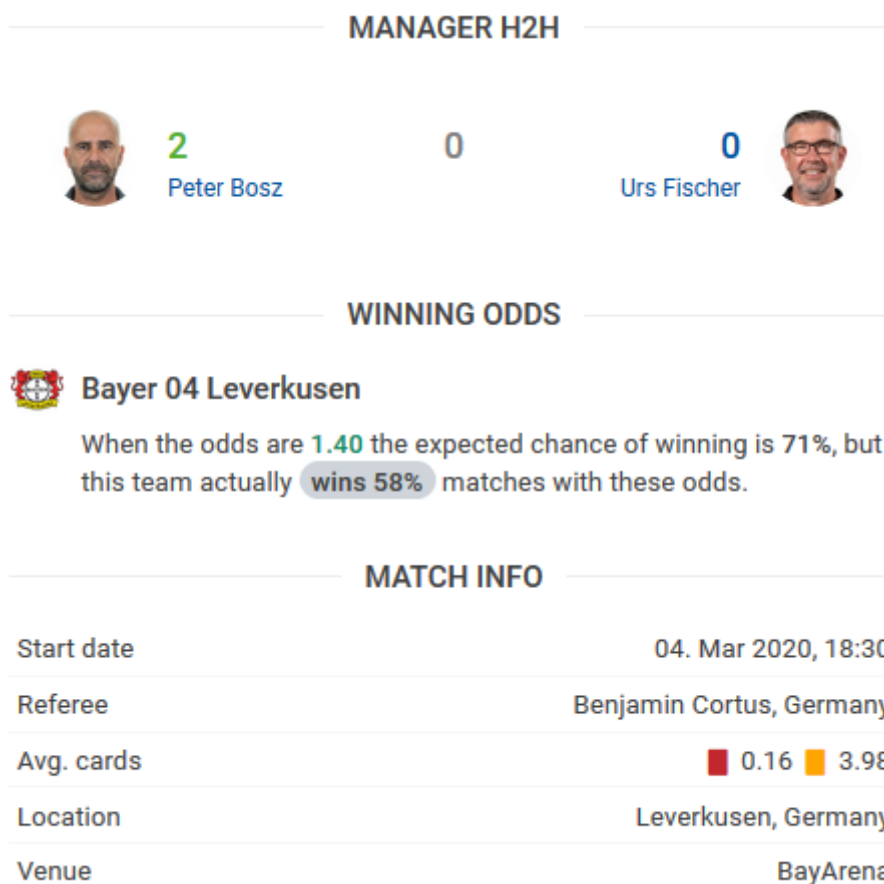 MANAGER H2H
2 0 0
Peter Bosz Urs Fischer
WINNING ODDS
Bayer 04 Leverkusen
When the odds are 1.40 the expected chance of winning is 71%, but
this team actually wins 58% matches with these odds.
MATCH INFO
Start date 04. Mar 2020, 18:30
Referee Benjamin Cortus, Germany
Avg. cards 0.16 3.98
Location Leverkusen, Germany
Venue BayArena